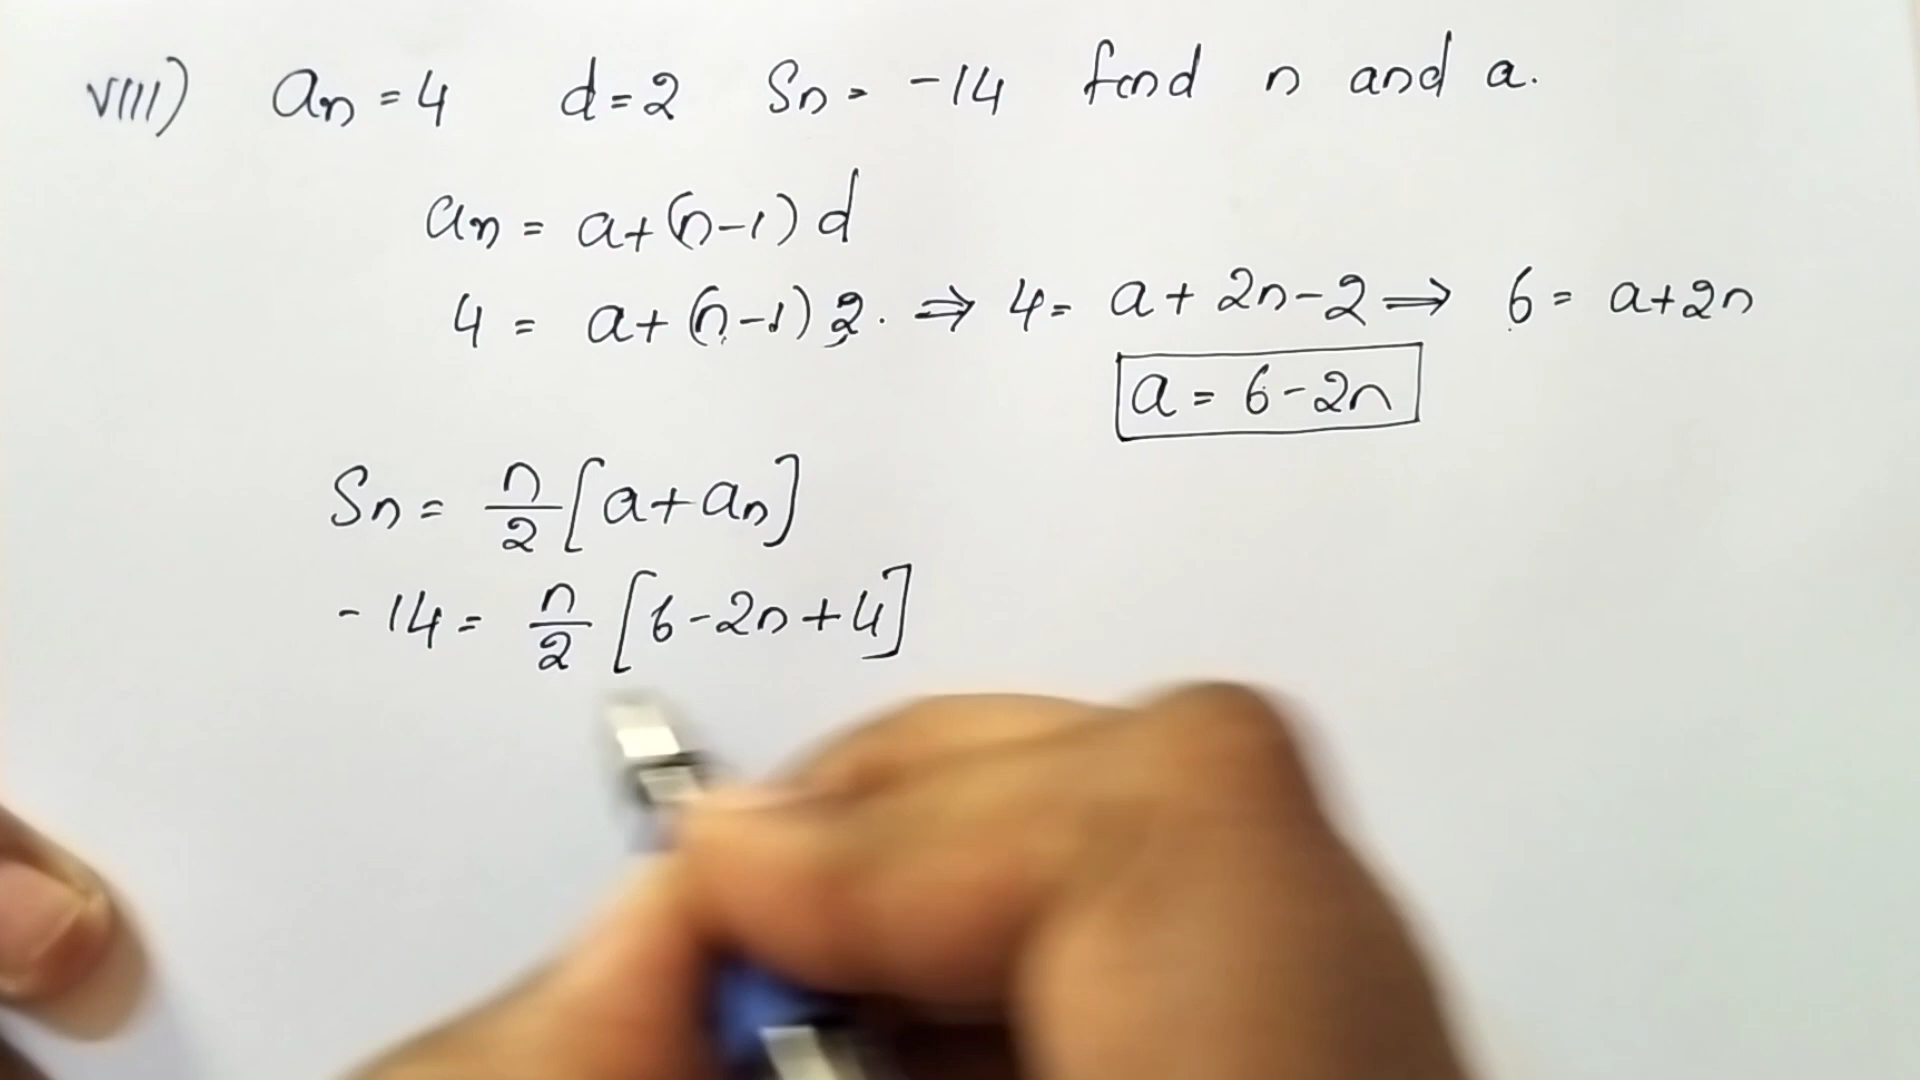 viii) an = 4 d = 2 Sn = -14 find n and a.
an = a+(n-1) d
4 = a+(n-1) 2. ⇒ 4 = a+ 2n-2 ⇒ 6 = a+2n
a = 6-2n
Sn = n/2 [a+an]
-14 = n/2 [6-2n+4]